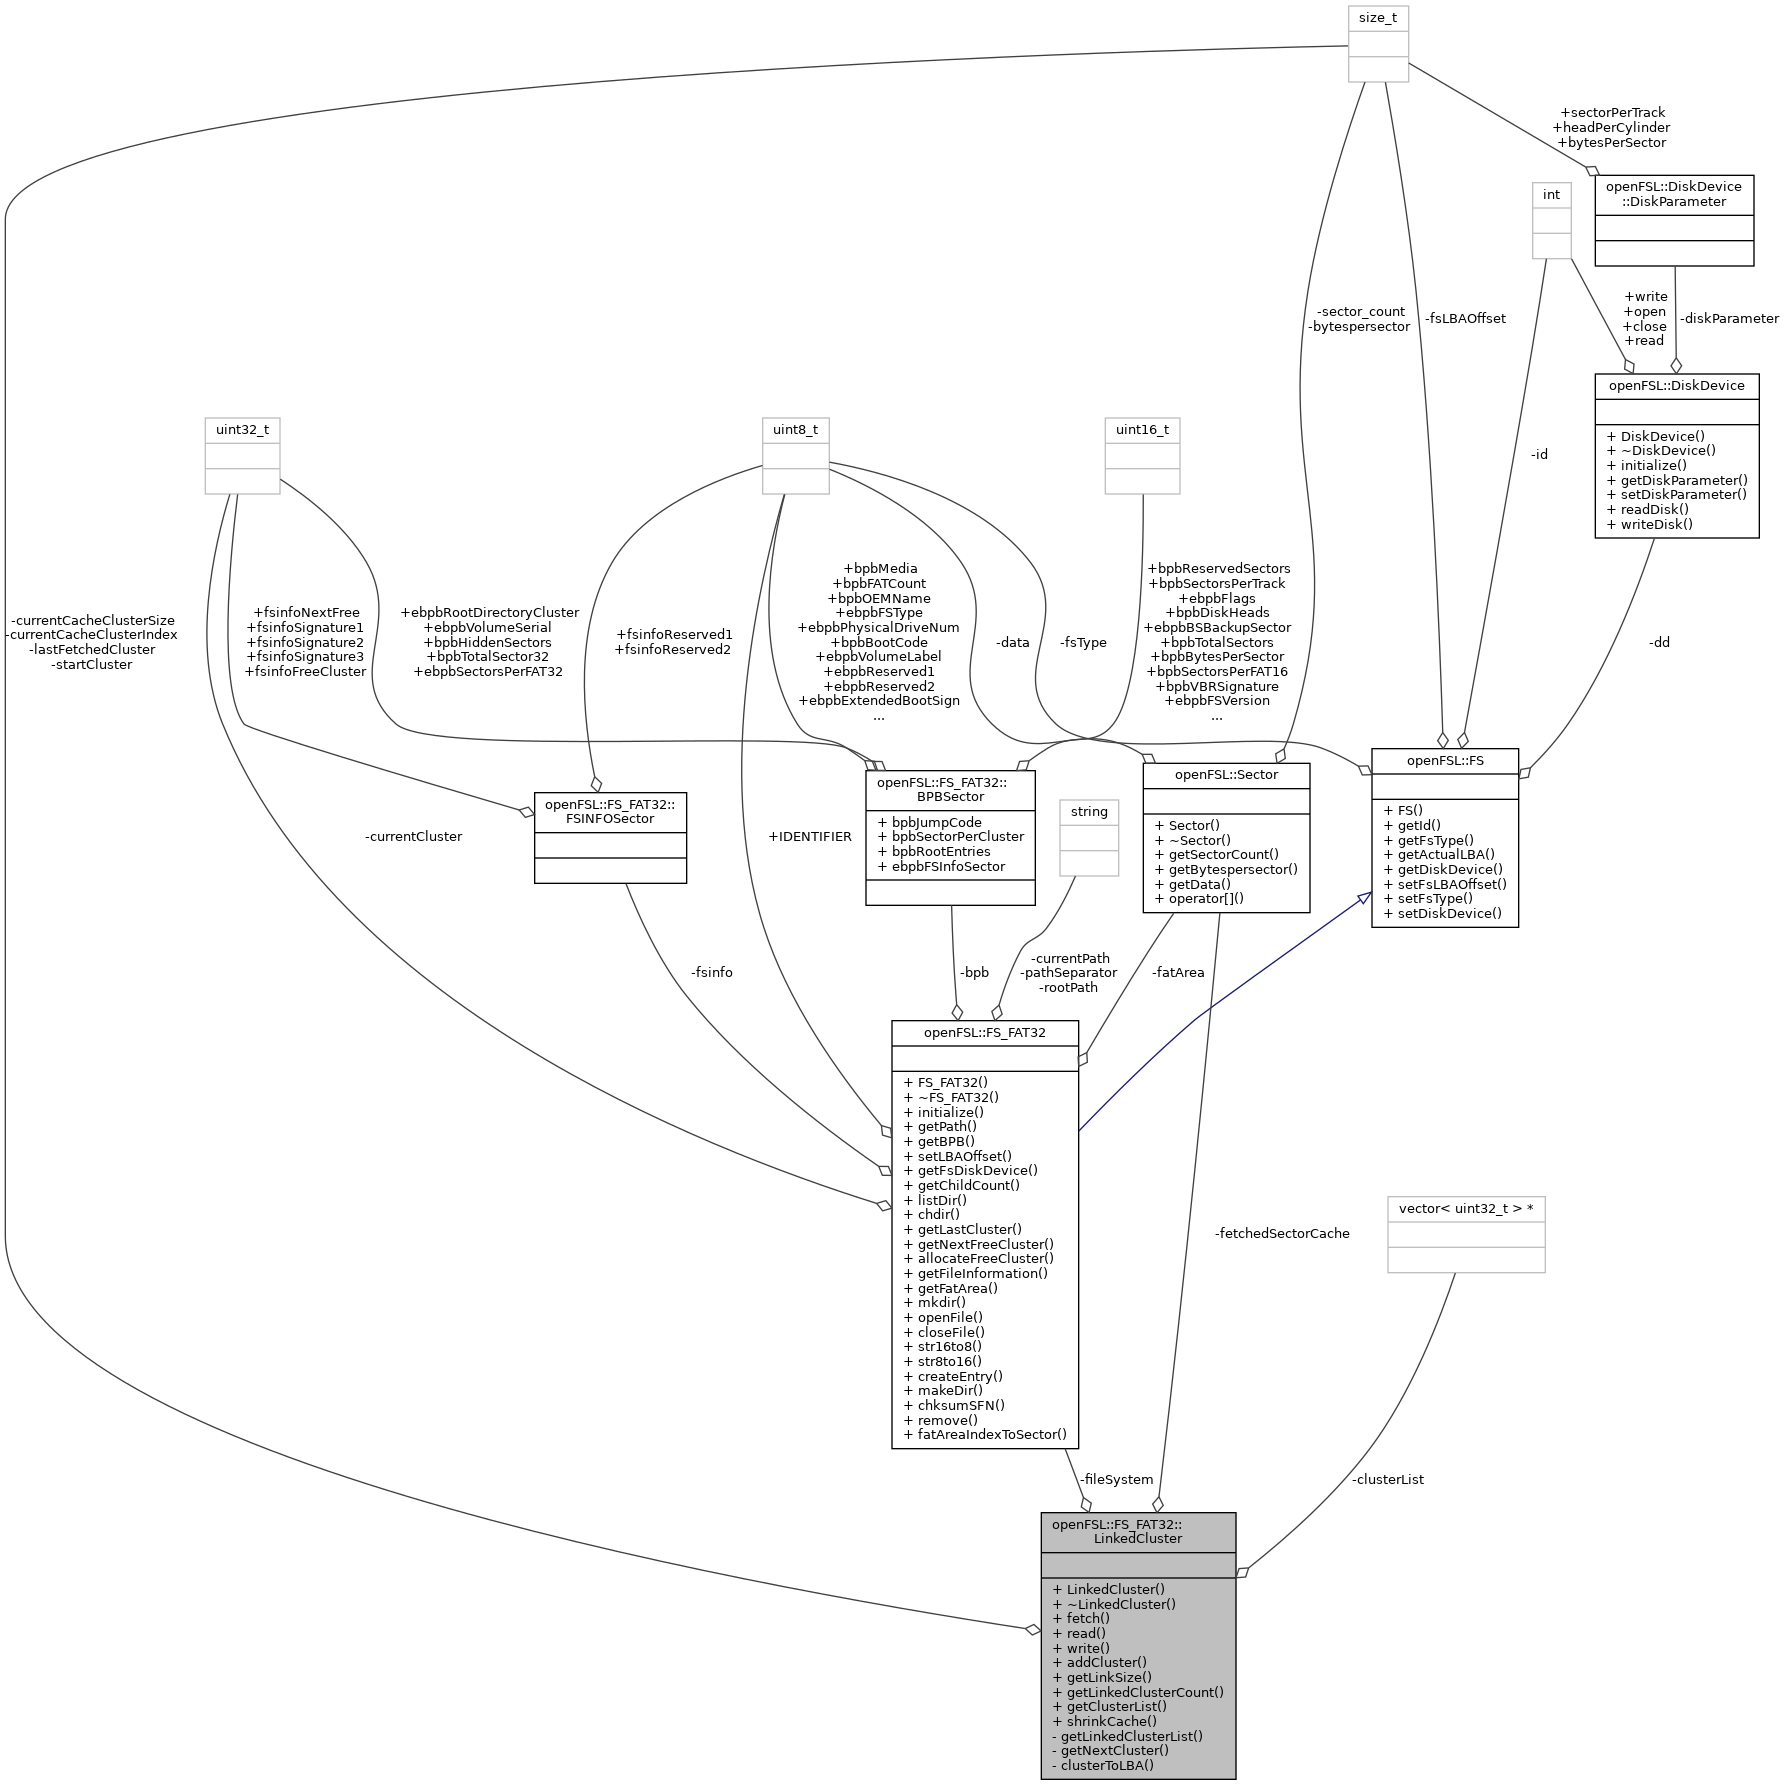 size_t
+sectorPerTrack
+headPerCylinder
+bytesPerSector
openFSL::DiskDevice
::DiskParameter
int
+write
+open
+close
+read
-diskParameter
-sector_count
-bytespersector
-fsLBAOffset
openFSL::DiskDevice
+ DiskDevice()
+ ~DiskDevice()
+ initialize()
+ getDiskParameter()
+ setDiskParameter()
+ readDisk()
+ writeDisk()
-id
uint32_t
uint8_t
uint16_t
-currentCacheClusterSize
-currentCacheClusterIndex
-lastFetchedCluster
-startCluster
+fsinfoNextFree
+fsinfoSignature1
+fsinfoSignature2
+fsinfoSignature3
+fsinfoFreeCluster
+ebpbRootDirectoryCluster
+ebpbVolumeSerial
+bpbHiddenSectors
+bpbTotalSector32
+ebpbSectorsPerFAT32
+fsinfoReserved1
+fsinfoReserved2
+bpbMedia
+bpbFATCount
+bpbOEMName
+ebpbFSType
+ebpbPhysicalDriveNum
+bpbBootCode
+ebpbVolumeLabel
+ebpbReserved1
+ebpbReserved2
+ebpbExtendedBootSign
...
-data
-fsType
+bpbReservedSectors
+bpbSectorsPerTrack
+ebpbFlags
+bpbDiskHeads
+ebpbBSBackupSector
+bpbTotalSectors
+bpbBytesPerSector
+bpbSectorsPerFAT16
+bpbVBRSignature
+ebpbFSVersion
...
-dd
openFSL::FS_FAT32::
FSINFOSector
openFSL::FS_FAT32::
BPBSector
+ bpbJumpCode
+ bpbSectorPerCluster
+ bpbRootEntries
+ ebpbFSInfoSector
string
openFSL::Sector
+ Sector()
+ ~Sector()
+ getSectorCount()
+ getBytespersector()
+ getData()
+ operator[]()
openFSL::FS
+ FS()
+ getId()
+ getFsType()
+ getActualLBA()
+ getDiskDevice()
+ setFsLBAOffset()
+ setFsType()
+ setDiskDevice()
-currentCluster
+IDENTIFIER
-fsinfo
-bpb
-currentPath
-pathSeparator
-rootPath
-fatArea
openFSL::FS_FAT32
+ FS_FAT32()
+ ~FS_FAT32()
+ initialize()
+ getPath()
+ getBPB()
+ setLBAOffset()
+ getFsDiskDevice()
+ getChildCount()
+ listDir()
+ chdir()
+ getLastCluster()
+ getNextFreeCluster()
+ allocateFreeCluster()
+ getFileInformation()
+ getFatArea()
+ mkdir()
+ openFile()
+ closeFile()
+ str16to8()
+ str8to16()
+ createEntry()
+ makeDir()
+ chksumSFN()
+ remove()
+ fatAreaIndexToSector()
-fetchedSectorCache
vector< uint32_t > *
-fileSystem
-clusterList
openFSL::FS_FAT32::
LinkedCluster
+ LinkedCluster()
+ ~LinkedCluster()
+ fetch()
+ read()
+ write()
+ addCluster()
+ getLinkSize()
+ getLinkedClusterCount()
+ getClusterList()
+ shrinkCache()
- getLinkedClusterList()
- getNextCluster()
- clusterToLBA()